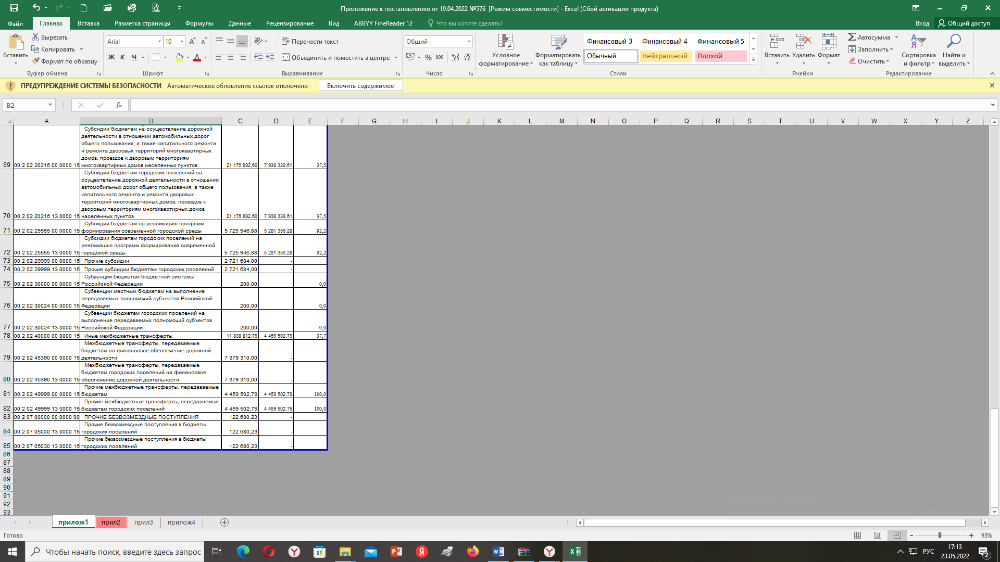 Приложение к постановлению от 19.04.2022 №576 [Режим совместимости] - Excel (Сбой активации продукта)
Файл Главная Вставка Разметка страницы Формулы Данные Рецензирование Вид ABBYY FineReader 12 Что вы хотите сделать? Вход Общий доступ
Вставить
Вырезать
Копировать
Формат по образцу
Буфер обмена
Arial 10
Ж К Ч
Шрифт
Перенести текст
Объединить и поместить в центре
Выравнивание
Общий
% 000
Число
Условное форматирование
Форматировать как таблицу
Финансовый 3 Финансовый 4 Финансовый 5
Обычный Нейтральный Плохой
Стили
Вставить Удалить Формат
Ячейки
Автосумма
Заполнить
Очистить
Сортировка и фильтр
Найти и выделить
Редактирование
ПРЕДУПРЕЖДЕНИЕ СИСТЕМЫ БЕЗОПАСНОСТИ Автоматическое обновление ссылок отключено Включить содержимое
B2 fx
A B C D E F G H I J K L M N O P Q R S T U V W X Y Z
Субсидии бюджетам на осуществление дорожной
деятельности в отношении автомобильных дорог
общего пользования, а также капитального ремонта
и ремонта дворовых территорий многоквартирных
домов, проездов к дворовым территориям
69 00 2 02 20216 00 0000 15 многоквартирных домов населенных пунктов 21 176 892,60 7 938 339,61 37,5
Субсидии бюджетам городских поселений на
осуществление дорожной деятельности в отношении
автомобильных дорог общего пользования, а также
капитального ремонта и ремонта дворовых
территорий многоквартирных домов, проездов к
дворовым территориям многоквартирных домов
70 00 2 02 20216 13 0000 15 населенных пунктов 21 176 892,60 7 938 339,61 37,5
Субсидии бюджетам на реализацию программ
71 00 2 02 25555 00 0000 15 формирования современной городской среды 5 725 946,88 5 281 356,28 92,2
Субсидии бюджетам городских поселений на
реализацию программ формирования современной
72 00 2 02 25555 13 0000 15 городской среды 5 725 946,88 5 281 356,28 92,2
73 00 2 02 29999 00 0000 15 Прочие субсидии 2 721 684,00 -
74 00 2 02 29999 13 0000 15 Прочие субсидии бюджетам городских поселений 2 721 684,00 -
Субвенции бюджетам бюджетной системы
75 00 2 02 30000 00 0000 15 Российской Федерации 200,00 0,0
Субвенции местным бюджетам на выполнение
передаваемых полномочий субъектов Российской
76 00 2 02 30024 00 0000 15 Федерации 200,00 0,0
Субвенции бюджетам городских поселений на
выполнение передаваемых полномочий субъектов
77 00 2 02 30024 13 0000 15 Российской Федерации 200,00 0,0
78 00 2 02 40000 00 0000 15 Иные межбюджетные трансферты 11 838 812,79 4 459 502,79 37,7
Межбюджетные трансферты, передаваемые
бюджетам на финансовое обеспечение дорожной
79 00 2 02 45390 00 0000 15 деятельности 7 379 310,00 -
Межбюджетные трансферты, передаваемые
бюджетам городских поселений на финансовое
80 00 2 02 45390 13 0000 15 обеспечение дорожной деятельности 7 379 310,00 -
Прочие межбюджетные трансферты, передаваемые
81 00 2 02 49999 00 0000 15 бюджетам 4 459 502,79 4 459 502,79 100,0
Прочие межбюджетные трансферты, передаваемые
82 00 2 02 49999 13 0000 15 бюджетам городских поселений 4 459 502,79 4 459 502,79 100,0
83 00 2 07 00000 00 0000 00 ПРОЧИЕ БЕЗВОЗМЕЗДНЫЕ ПОСТУПЛЕНИЯ 122 680,23 -
Прочие безвозмездные поступления в бюджеты
84 00 2 07 05000 13 0000 15 городских поселений 122 680,23 -
Прочие безвозмездные поступления в бюджеты
85 00 2 07 05030 13 0000 15 городских поселений 122 680,23 -
86
87
88
89
90
91
92
93
Активация Windows
прилож1 прил2 прил3 прилож4
Готово 93%
Чтобы начать поиск, введите здесь запрос
РУС 17:13
23.05.2022
2